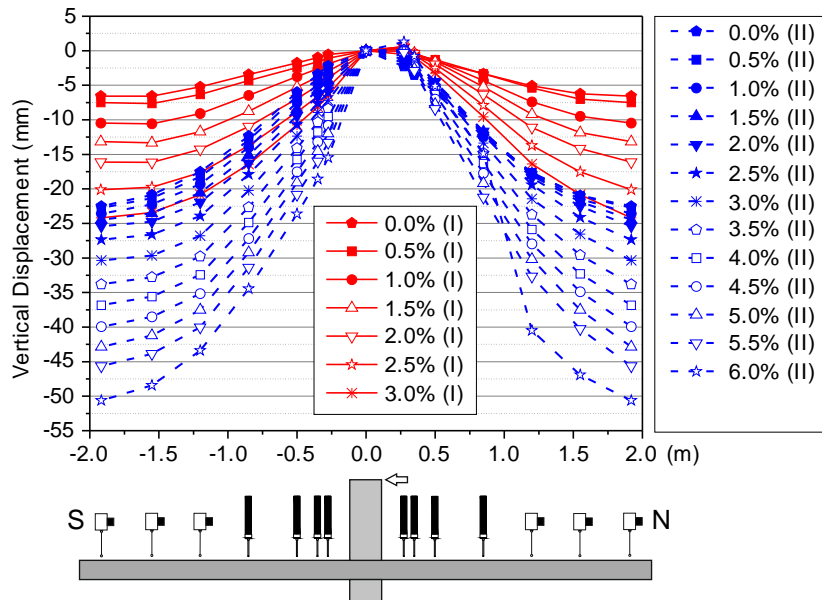 5
0
-5
-10
-15
-20
-25
-30
-35
-40
-45
-50
-55
Vertical Displacement (mm)
-2.0 -1.5 -1.0 -0.5 0.0 0.5 1.0 1.5 2.0 (m)
0.0% (I)
0.5% (I)
1.0% (I)
1.5% (I)
2.0% (I)
2.5% (I)
3.0% (I)
0.0% (II)
0.5% (II)
1.0% (II)
1.5% (II)
2.0% (II)
2.5% (II)
3.0% (II)
3.5% (II)
4.0% (II)
4.5% (II)
5.0% (II)
5.5% (II)
6.0% (II)
S N